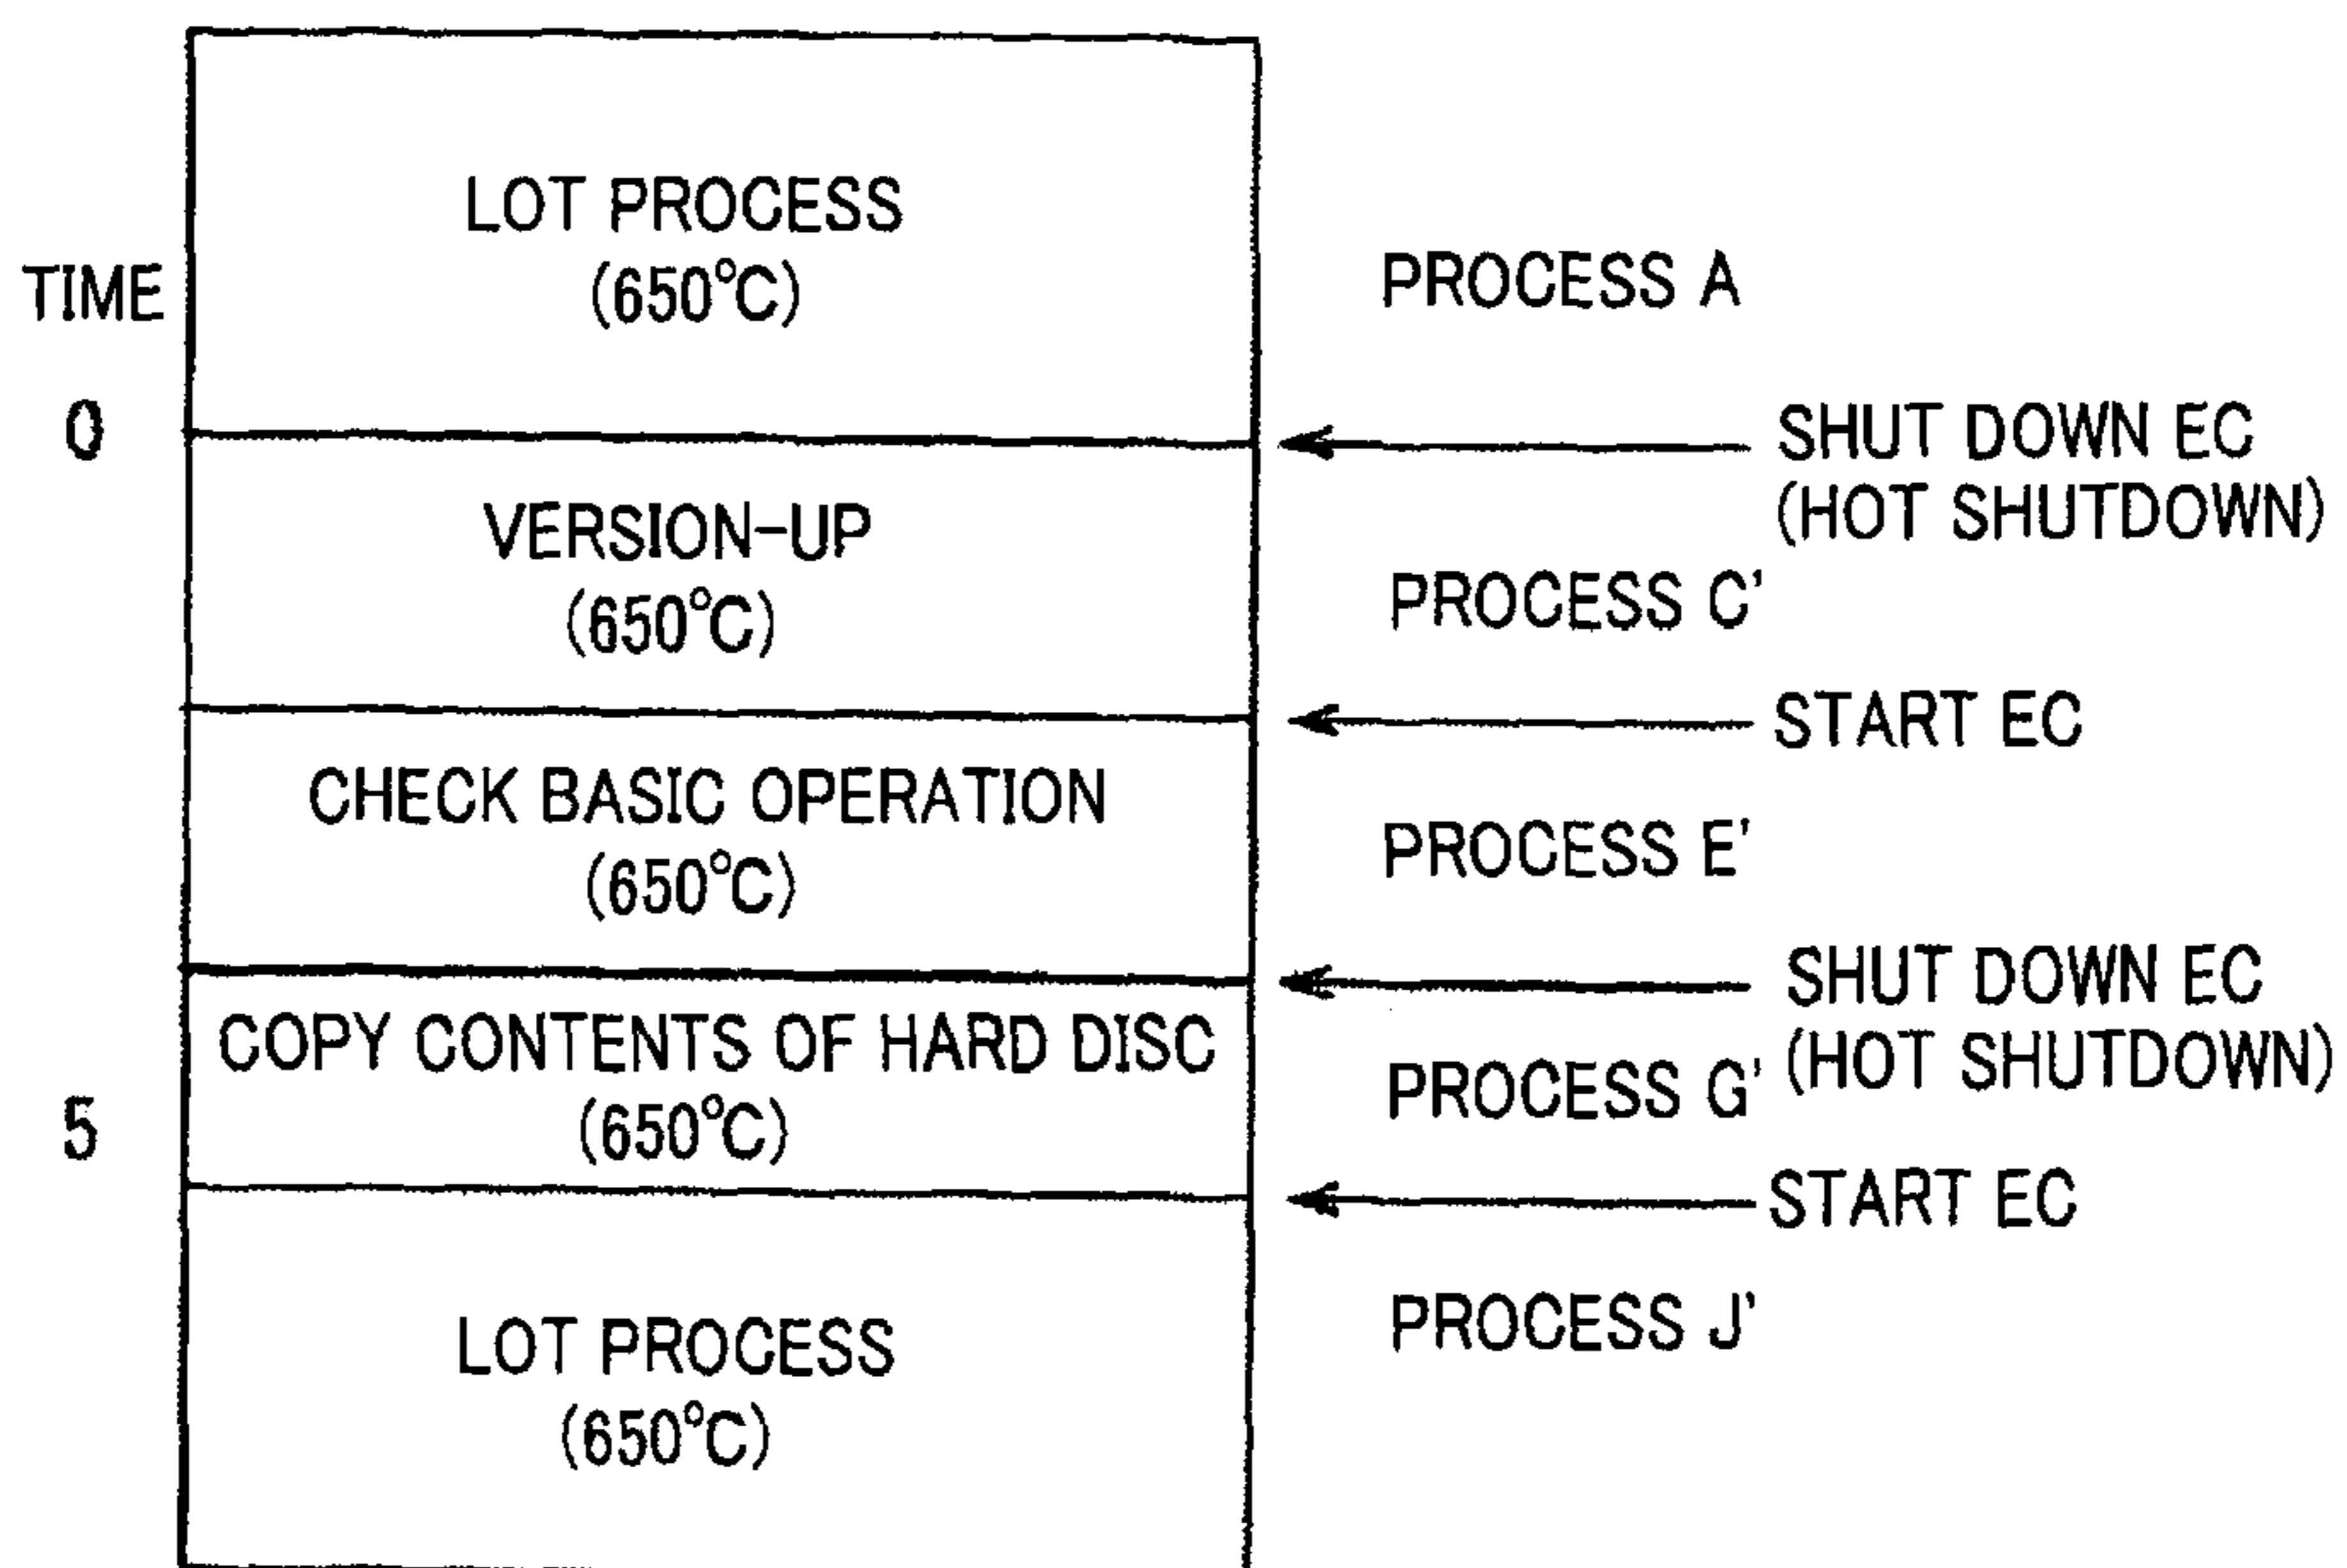 LOT PROCESS
(650°C)
TIME
PROCESS A
0
SHUT DOWN EC
(HOT SHUTDOWN)
VERSION-UP
(650°C)
PROCESS C'
START EC
CHECK BASIC OPERATION
(650°C)
PROCESS E'
SHUT DOWN EC
(HOT SHUTDOWN)
COPY CONTENTS OF HARD DISC
(650°C)
PROCESS G'
5
START EC
LOT PROCESS
(650°C)
PROCESS J'